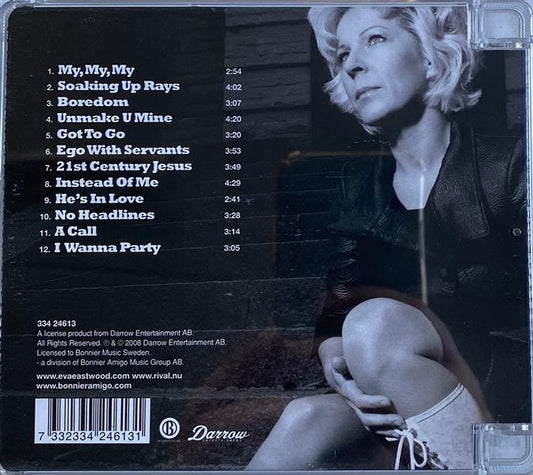 1. My, My, My 2:54
2. Soaking Up Rays 4:02
3. Boredom 3:07
4. Unmake U Mine 4:20
5. Got To Go 3:20
6. Ego With Servants 3:53
7. 21st Century Jesus 3:49
8. Instead Of Me 4:29
9. He's In Love 2:41
10. No Headlines 3:28
11. A Call 3:14
12. I Wanna Party 3:05
334 24613
A license product from Darrow Entertainment AB.
All Rights Reserved. ℗ & © 2008 Darrow Entertainment AB.
Licensed to Bonnier Music Sweden.
- a division of Bonnier Amigo Music Group AB.
www.evaeastwood.com www.rival.nu
www.bonnieramigo.com
7 332334 246131
B
Darrow